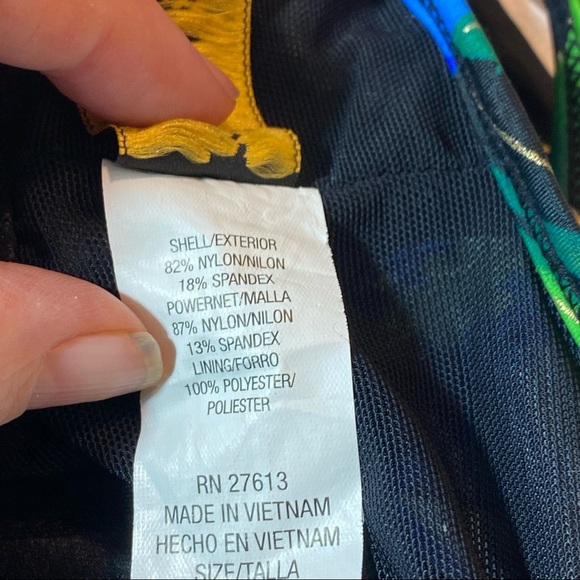 SHELL/EXTERIOR
82% NYLON/NILON
18% SPANDEX
POWERNET/MALLA
87% NYLON/NILON
13% SPANDEX
LINING/FORRO
100% POLYESTER/
POLIESTER
RN 27613
MADE IN VIETNAM
HECHO EN VIETNAM
SIZE/TALLA